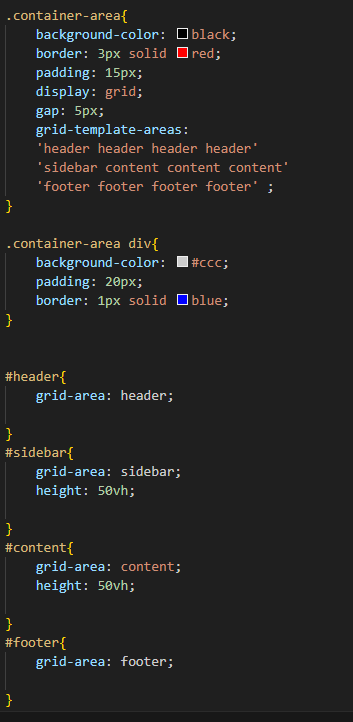 .container-area{
background-color: black;
border: 3px solid red;
padding: 15px;
display: grid;
gap: 5px;
grid-template-areas:
'header header header header'
'sidebar content content content'
'footer footer footer footer' ;
}
.container-area div{
background-color: #ccc;
padding: 20px;
border: 1px solid blue;
}
#header{
grid-area: header;
}
#sidebar{
grid-area: sidebar;
height: 50vh;
}
#content{
grid-area: content;
height: 50vh;
}
#footer{
grid-area: footer;
}